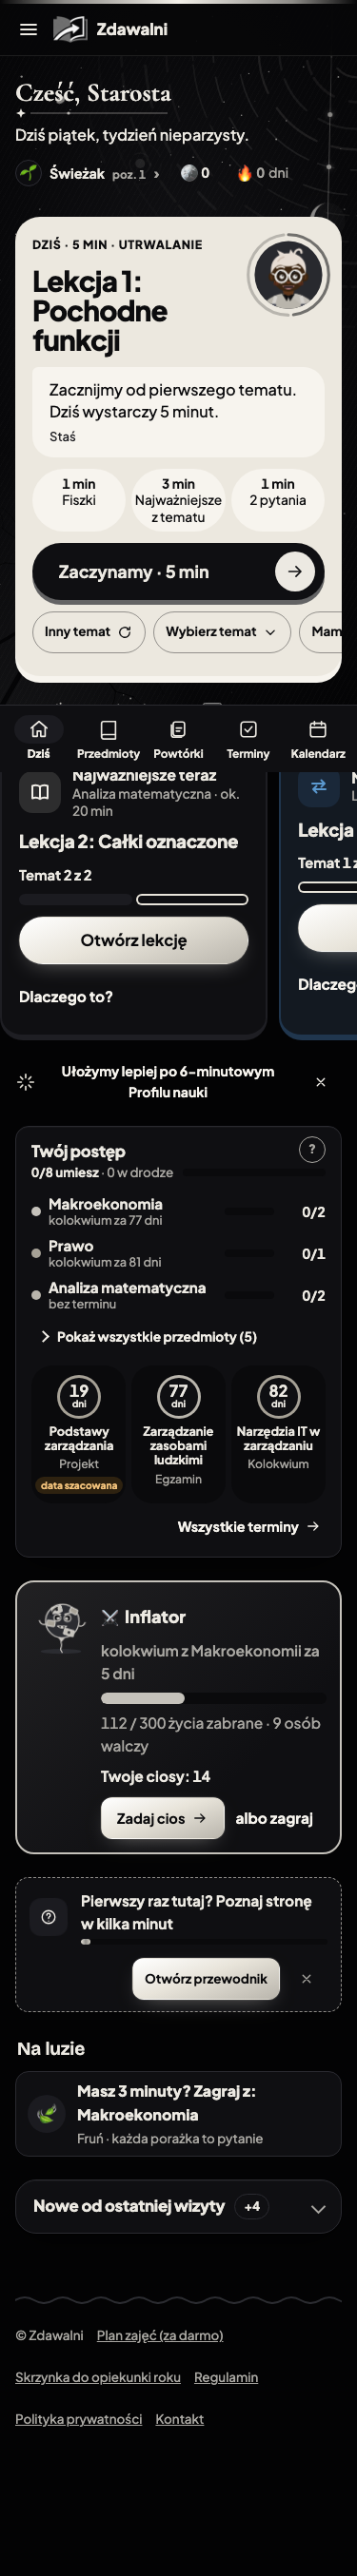 Zdawalni
Cześć, Starosta
Dziś piątek, tydzień nieparzysty.
Świeżak poz. 1 › 0 0 dni
DZIŚ · 5 MIN · UTRWALANIE
Lekcja 1:
Pochodne
funkcji
Zacznijmy od pierwszego tematu.
Dziś wystarczy 5 minut.
Staś
1 min
Fiszki
3 min
Najważniejsze
z tematu
1 min
2 pytania
Zaczynamy · 5 min
Inny temat
Wybierz temat
Mam
Dziś
Przedmioty
Powtórki
Terminy
Kalendarz
Najważniejsze teraz
Analiza matematyczna · ok.
20 min
Lekcja 2: Całki oznaczone
Temat 2 z 2
Otwórz lekcję
Dlaczego to?
Lekcja
Temat 1 z
Dlaczego
Ułożymy lepiej po 6-minutowym
Profilu nauki
Twój postęp
?
0/8 umiesz · 0 w drodze
Makroekonomia
kolokwium za 77 dni
0/2
Prawo
kolokwium za 81 dni
0/1
Analiza matematyczna
bez terminu
0/2
Pokaż wszystkie przedmioty (5)
19
dni
Podstawy
zarządzania
Projekt
data szacowana
77
dni
Zarządzanie
zasobami
ludzkimi
Egzamin
82
dni
Narzędzia IT w
zarządzaniu
Kolokwium
Wszystkie terminy
Inflator
kolokwium z Makroekonomii za
5 dni
112 / 300 życia zabrane · 9 osób
walczy
Twoje ciosy: 14
Zadaj cios
albo zagraj
Pierwszy raz tutaj? Poznaj stronę
w kilka minut
Otwórz przewodnik
Na luzie
Masz 3 minuty? Zagraj z:
Makroekonomia
Fruń · każda porażka to pytanie
Nowe od ostatniej wizyty +4
© Zdawalni Plan zajęć (za darmo)
Skrzynka do opiekunki roku Regulamin
Polityka prywatności Kontakt